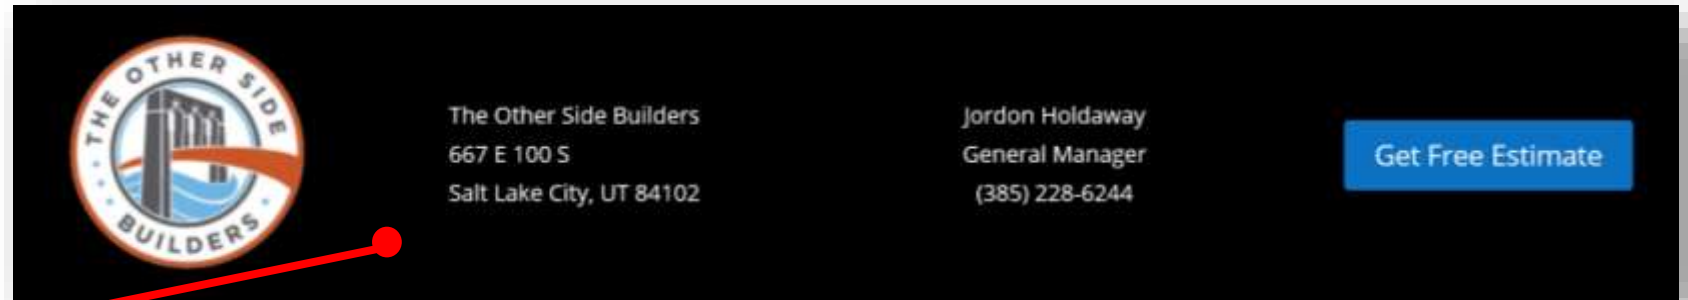 THE OTHER SIDE
BUILDERS
The Other Side Builders
667 E 100 S
Salt Lake City, UT 84102
Jordon Holdaway
General Manager
(385) 228-6244
Get Free Estimate